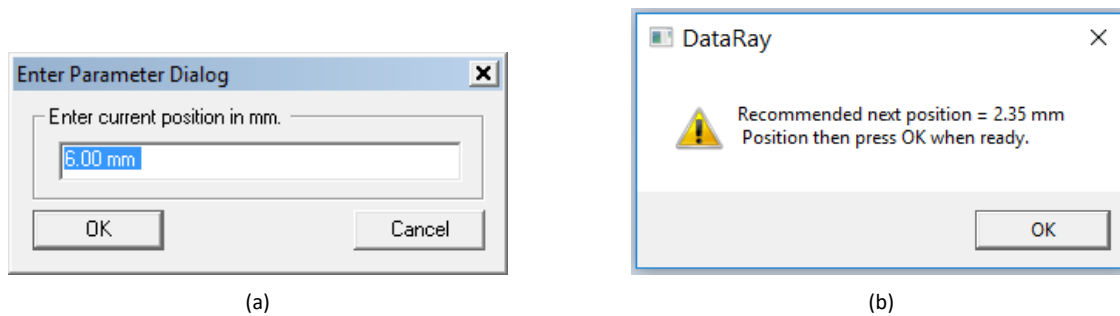 Enter Parameter Dialog
Enter current position in mm.
6.00 mm
OK
Cancel
(a)
DataRay
Recommended next position = 2.35 mm
Position then press OK when ready.
OK
(b)